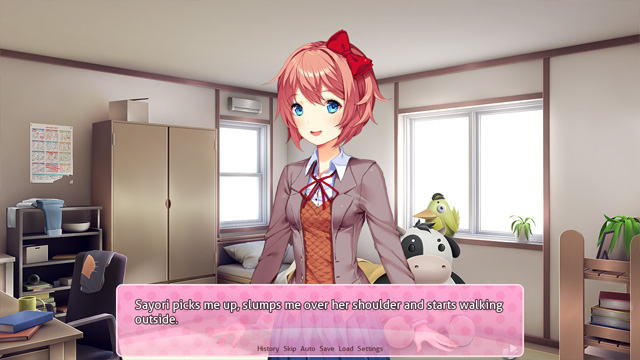 Sayori picks me up, slumps me over her shoulder and starts walking
outside.
History Skip Auto Save Load Settings